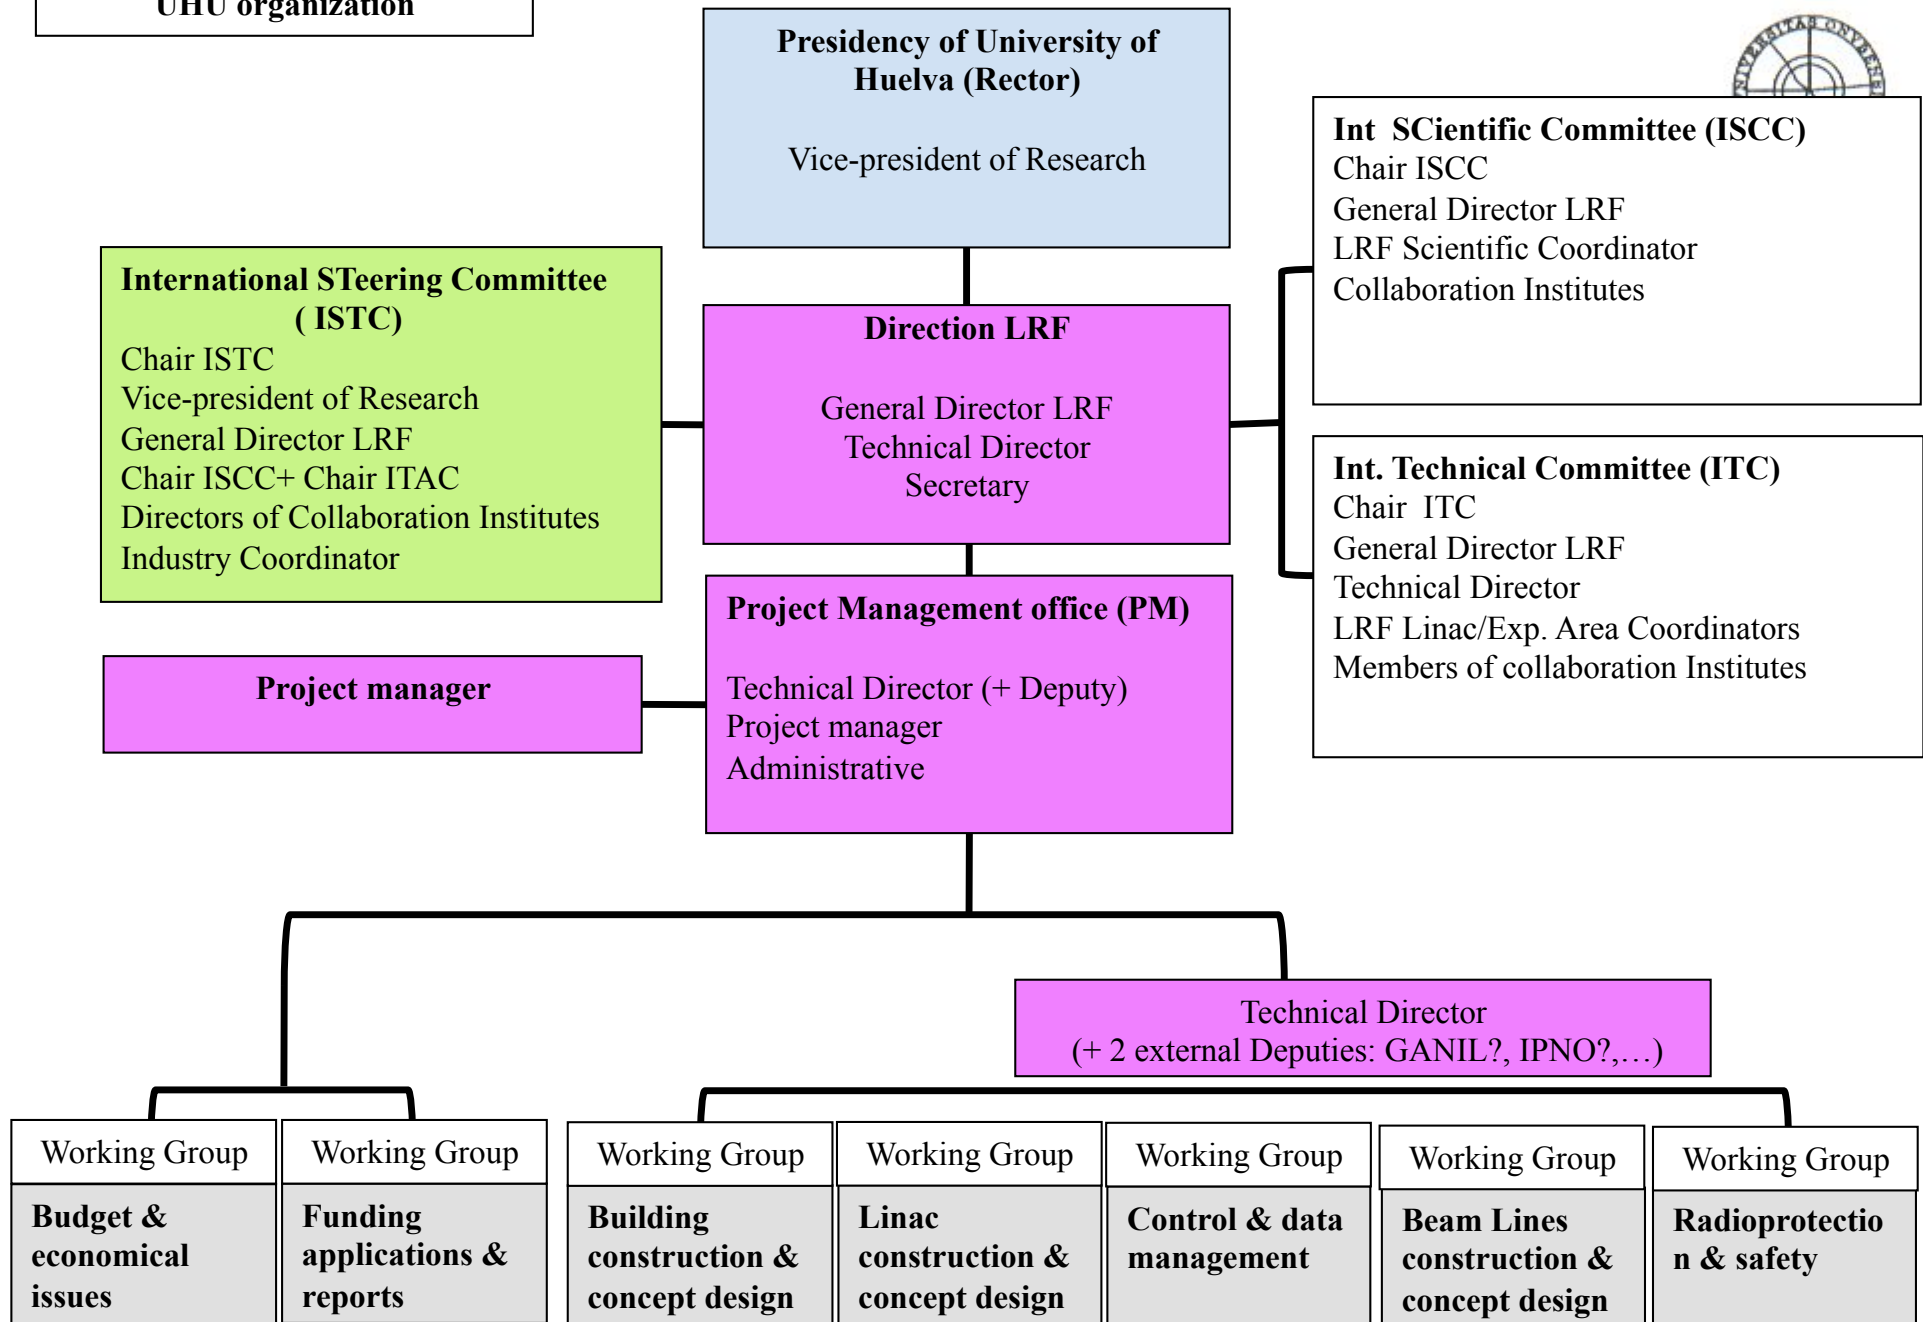 UHU organization
Presidency of University of
Huelva (Rector)
Vice-president of Research
Int  SCientific Committee (ISCC)
Chair ISCC
General Director LRF
LRF Scientific Coordinator
Collaboration Institutes
International STeering Committee
( ISTC)
Chair ISTC
Vice-president of Research
General Director LRF
Chair ISCC+ Chair ITAC
Directors of Collaboration Institutes
Industry Coordinator
Direction LRF
General Director LRF
Technical Director
Secretary
Int. Technical Committee (ITC)
Chair  ITC
General Director LRF
Technical Director
LRF Linac/Exp. Area Coordinators
Members of collaboration Institutes
Project Management office (PM)
Technical Director (+ Deputy)
Project manager
Administrative
Project manager
Technical Director
(+ 2 external Deputies: GANIL?, IPNO?,…)
Working Group
Budget &
economical
issues
Working Group
Funding
applications &
reports
Working Group
Building
construction &
concept design
Working Group
Linac
construction &
concept design
Working Group
Control & data
management
Working Group
Beam Lines
construction &
concept design
Working Group
Radioprotectio
n & safety